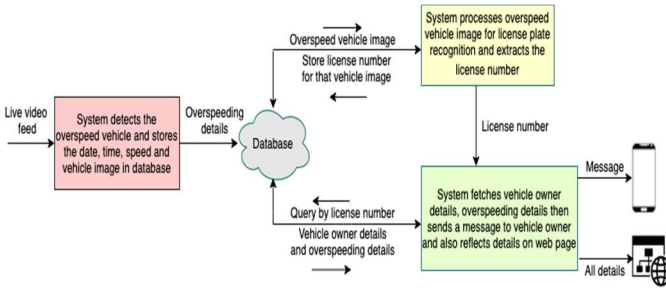 Live video
feed
System detects the
overspeed vehicle and stores
the date, time, speed and
vehicle image in database
Overspeeding
details
Database
Overspeed vehicle image
Store license number
for that vehicle image
System processes overspeed
vehicle image for license plate
recognition and extracts the
license number
License number
Query by license number
Vehicle owner details
and overspeeding details
System fetches vehicle owner
details, overspeeding details then
sends a message to vehicle owner
and also reflects details on web page
Message
All details